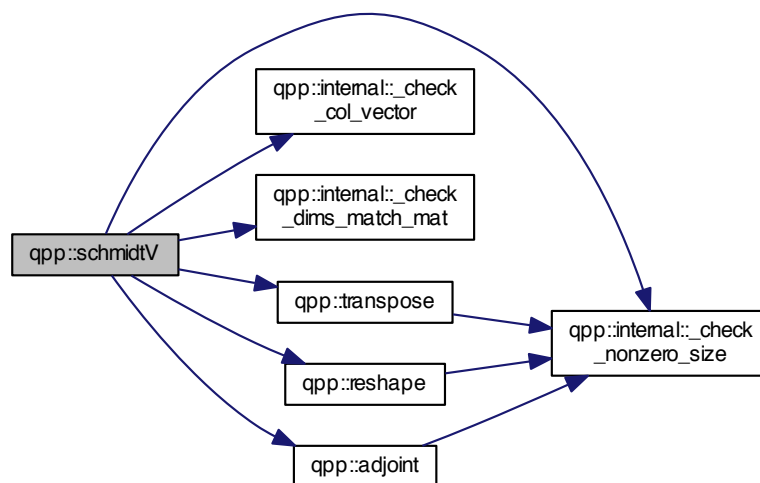 qpp::schmidtV
qpp::internal::_check
_col_vector
qpp::internal::_check
_dims_match_mat
qpp::transpose
qpp::reshape
qpp::adjoint
qpp::internal::_check
_nonzero_size